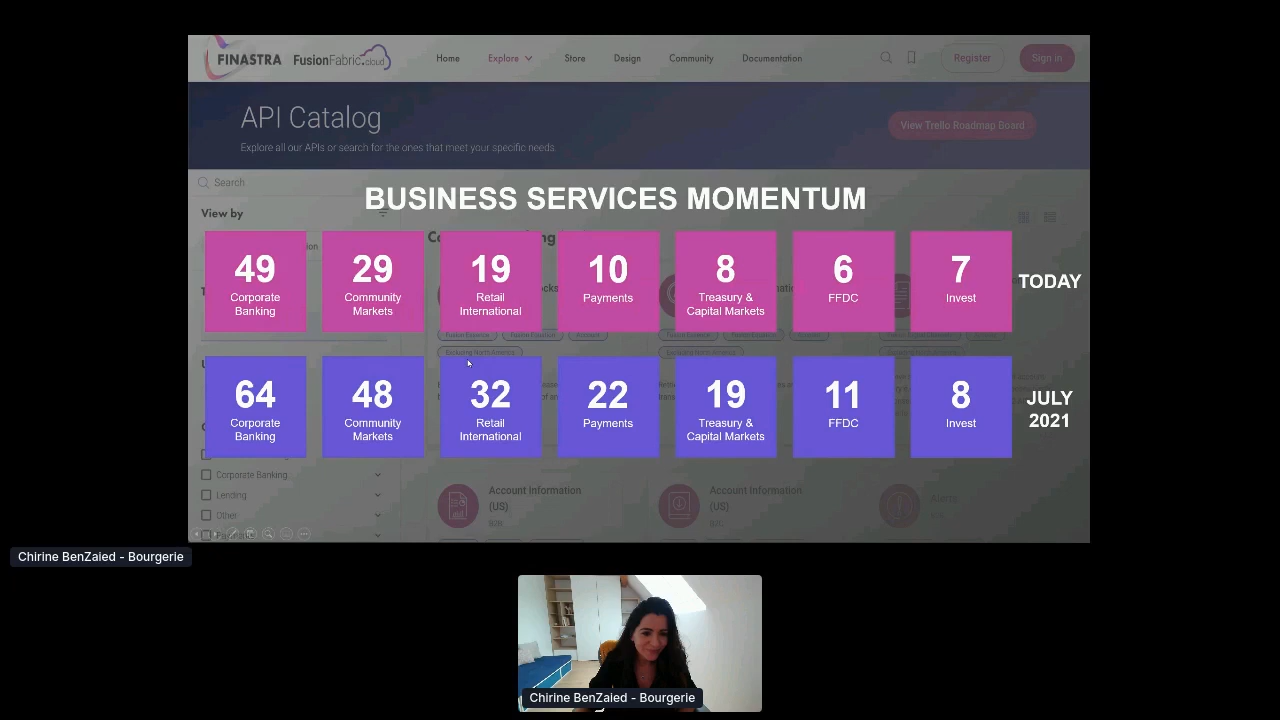 FINASTRA FusionFabric.cloud Home Explore Store Design Community Documentation Register Sign in
API Catalog
View Trello Roadmap Board
Explore all our APIs or search for the ones that meet your specific needs.
Search
BUSINESS SERVICES MOMENTUM
View by
49 29 19 10 8 6 7
Corporate Banking
Community Markets
Retail International
Payments
Treasury & Capital Markets
FFDC
Invest
TODAY
64 48 32 22 19 11 8
Corporate Banking
Community Markets
Retail International
Payments
Treasury & Capital Markets
FFDC
Invest
JULY
2021
Corporate Banking
Lending
Other
Payments
Account Information
(US)
B2B
Account Information
(US)
B2C
Alerts
Chirine BenZaied - Bourgerie
Chirine BenZaied - Bourgerie